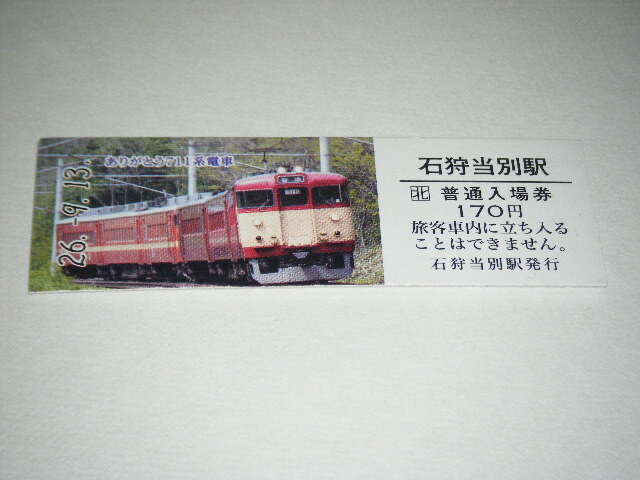 ありがとう711系電車
26.-9.13.
石狩当別駅
北 普通入場券
170円
旅客車内に立ち入る
ことはできません。
石狩当別駅発行